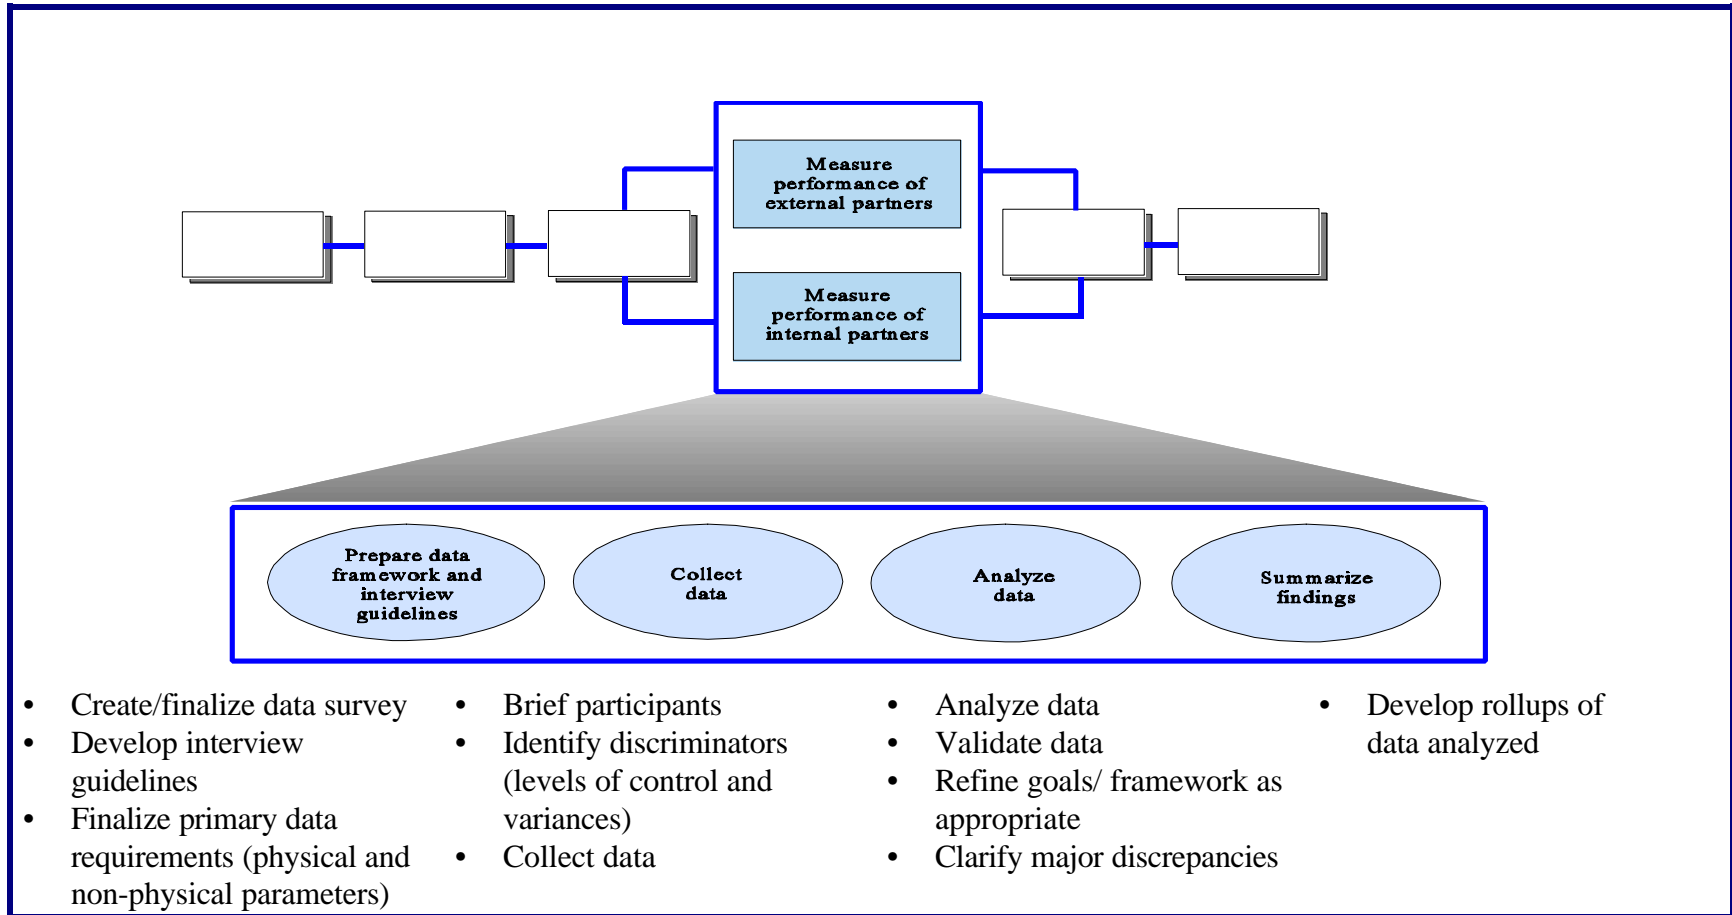 Measure
performance of
external partners
Measure
performance of
internal partners
Prepare data
framework and
interview
guidelines
Collect
data
Analyze
data
Summarize
findings
• Create/finalize data survey
• Develop interview
guidelines
• Finalize primary data
requirements (physical and
non-physical parameters)
• Brief participants
• Identify discriminators
(levels of control and
variances)
• Collect data
• Analyze data
• Validate data
• Refine goals/ framework as
appropriate
• Clarify major discrepancies
• Develop rollups of
data analyzed